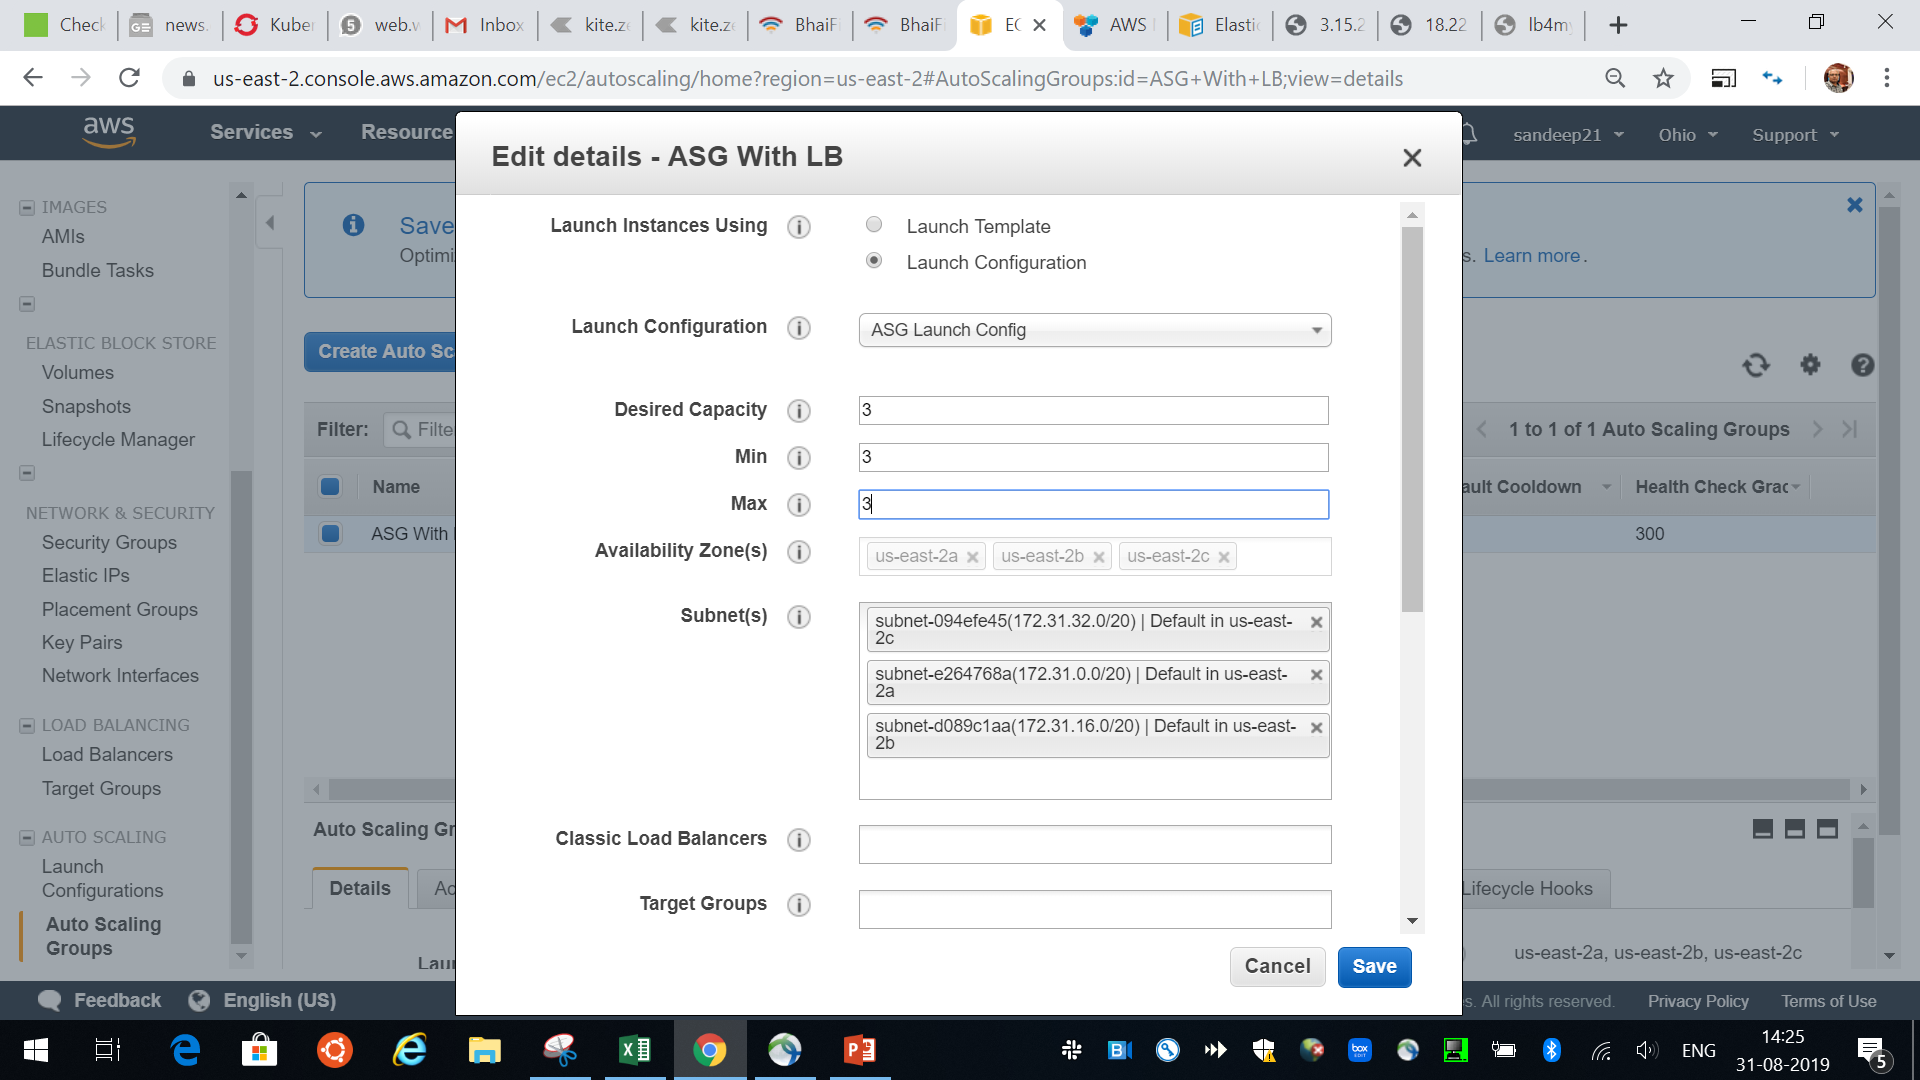 Check
news.
Kuber
web.w
Inbox
kite.ze
kite.ze
BhaiFi
BhaiFi
EC
AWS
Elastic
3.15.2
18.22
lb4my
us-east-2.console.aws.amazon.com/ec2/autoscaling/home?region=us-east-2#AutoScalingGroups:id=ASG+With+LB;view=details
aws
Services
Resource
sandeep21
Ohio
Support
Edit details - ASG With LB
IMAGES
AMIs
Bundle Tasks
ELASTIC BLOCK STORE
Volumes
Snapshots
Lifecycle Manager
NETWORK & SECURITY
Security Groups
Elastic IPs
Placement Groups
Key Pairs
Network Interfaces
LOAD BALANCING
Load Balancers
Target Groups
AUTO SCALING
Launch
Configurations
Auto Scaling
Groups
Save
Optimi
s. Learn more.
Create Auto Sc
Filter:
Filte
1 to 1 of 1 Auto Scaling Groups
Name
ault Cooldown
Health Check Grac
ASG With
300
Auto Scaling Gr
Details
Ac
Lifecycle Hooks
Lau
us-east-2a, us-east-2b, us-east-2c
Launch Instances Using
Launch Template
Launch Configuration
Launch Configuration
ASG Launch Config
Desired Capacity
3
Min
3
Max
3
Availability Zone(s)
us-east-2a
us-east-2b
us-east-2c
Subnet(s)
subnet-094efe45(172.31.32.0/20) | Default in us-east-
2c
subnet-e264768a(172.31.0.0/20) | Default in us-east-
2a
subnet-d089c1aa(172.31.16.0/20) | Default in us-east-
2b
Classic Load Balancers
Target Groups
Cancel
Save
Feedback
English (US)
s. All rights reserved.
Privacy Policy
Terms of Use
ENG
14:25
31-08-2019
5